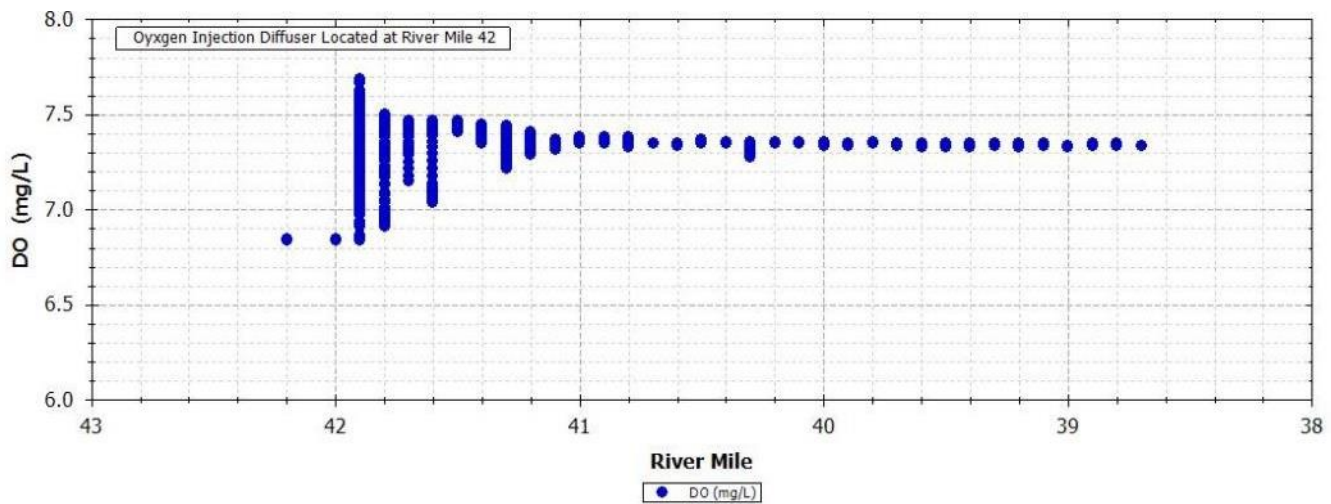 Oyxgen Injection Diffuser Located at River Mile 42
8.0
7.5
7.0
6.5
6.0
DO (mg/L)
43 42 41 40 39 38
River Mile
DO (mg/L)